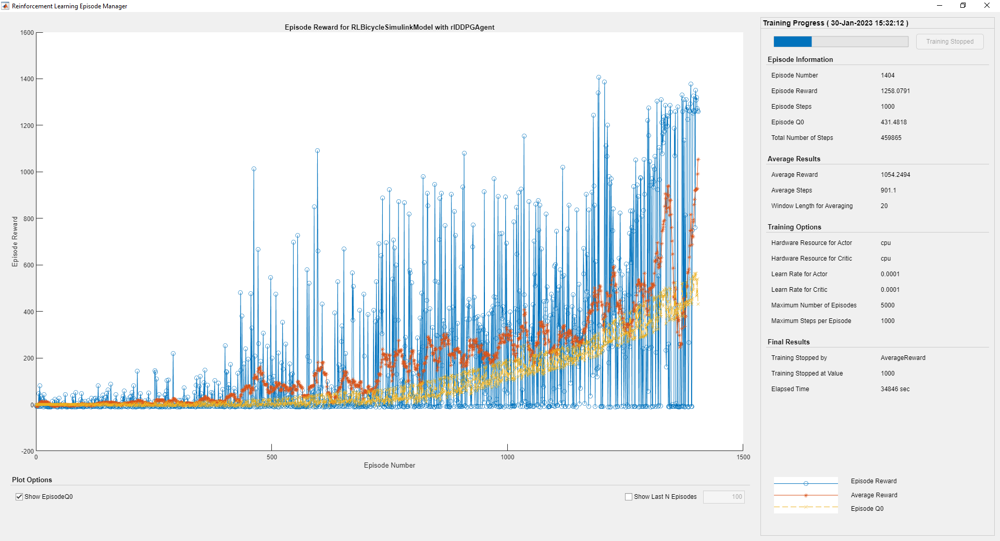 Reinforcement Learning Episode Manager
Episode Reward for RLBicycleSimulinkModel with rlDDPGAgent
1600
1400
1200
1000
800
600
400
200
0
-200
0
500
1000
1500
Episode Reward
Episode Number
Plot Options
Show EpisodeQ0
Show Last N Episodes 100
Training Progress ( 30-Jan-2023 15:32:12 )
Training Stopped
Episode Information
Episode Number 1404
Episode Reward 1258.0791
Episode Steps 1000
Episode Q0 431.4818
Total Number of Steps 459865
Average Results
Average Reward 1054.2494
Average Steps 901.1
Window Length for Averaging 20
Training Options
Hardware Resource for Actor cpu
Hardware Resource for Critic cpu
Learn Rate for Actor 0.0001
Learn Rate for Critic 0.0001
Maximum Number of Episodes 5000
Maximum Steps per Episode 1000
Final Results
Training Stopped by AverageReward
Training Stopped at Value 1000
Elapsed Time 34846 sec
Episode Reward
Average Reward
Episode Q0